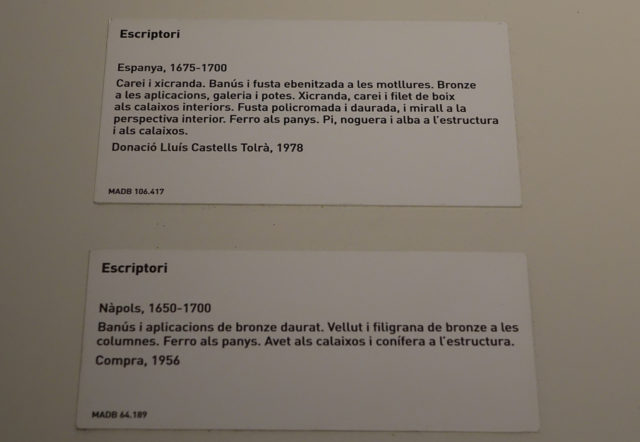 Escriptori
Espanya, 1675-1700
Carei i xicranda. Banús i fusta ebenitzada a les motllures. Bronze
a les aplicacions, galeria i potes. Xicranda, carei i filet de boix
als calaixos interiors. Fusta policromada i daurada, i mirall a la
perspectiva interior. Ferro als panys. Pi, noguera i alba a l'estructura
i als calaixos.
Donació Lluís Castells Tolrà, 1978
MADB 106.417
Escriptori
Nàpols, 1650-1700
Banús i aplicacions de bronze daurat. Vellut i filigrana de bronze a les
columnes. Ferro als panys. Avet als calaixos i conífera a l'estructura.
Compra, 1956
MADB 64.189